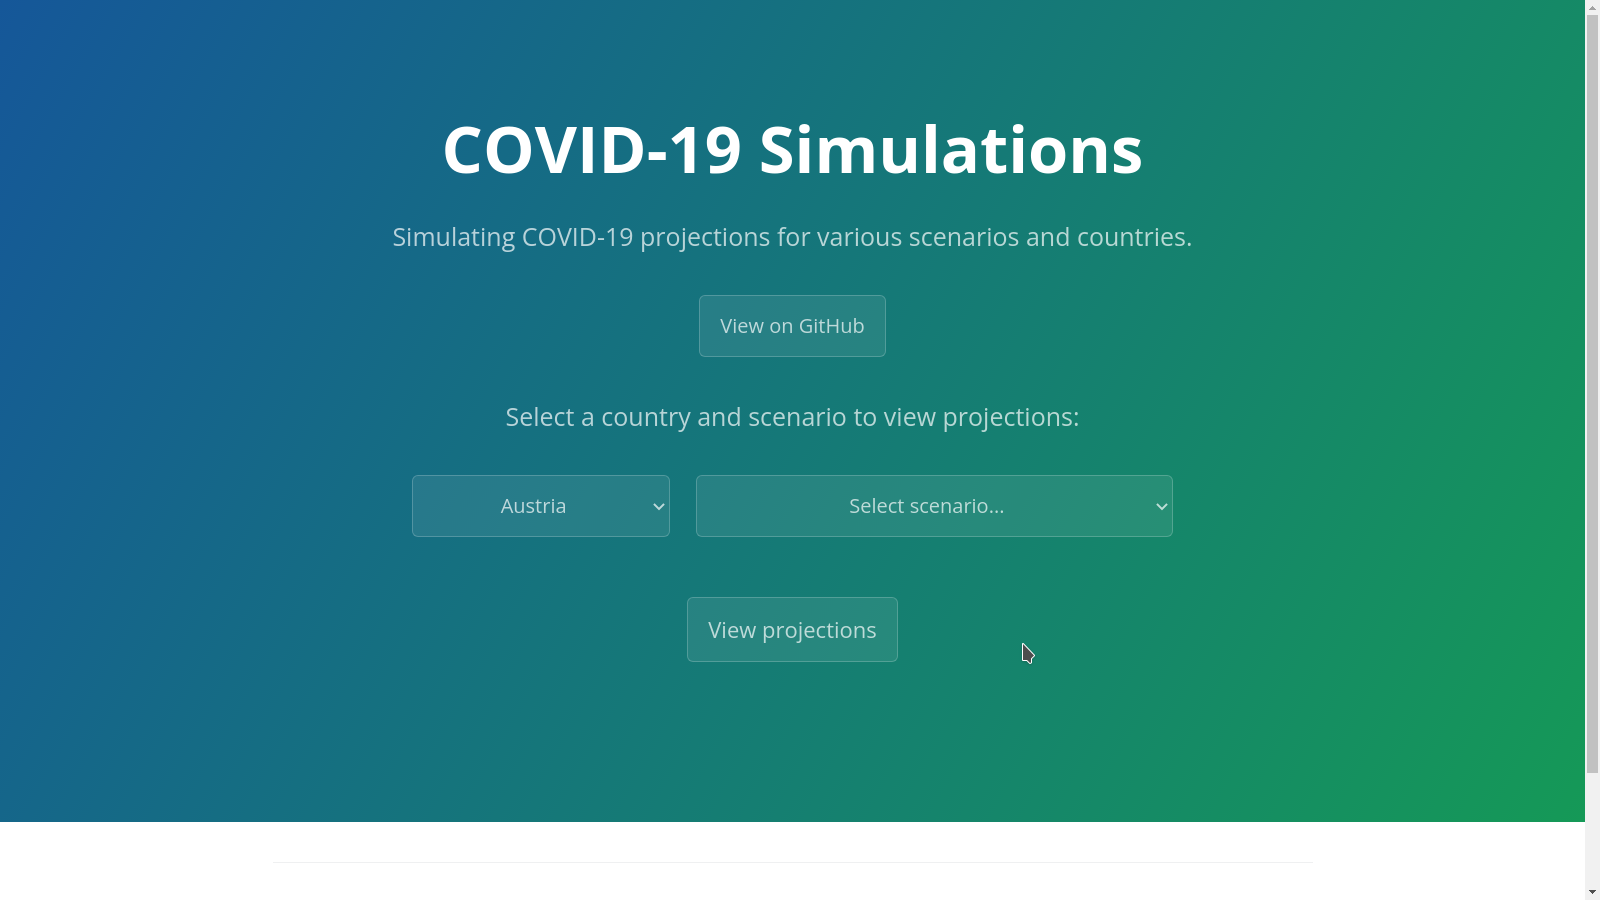 COVID-19 Simulations
Simulating COVID-19 projections for various scenarios and countries.
View on GitHub
Select a country and scenario to view projections:
Austria
Select scenario...
View projections